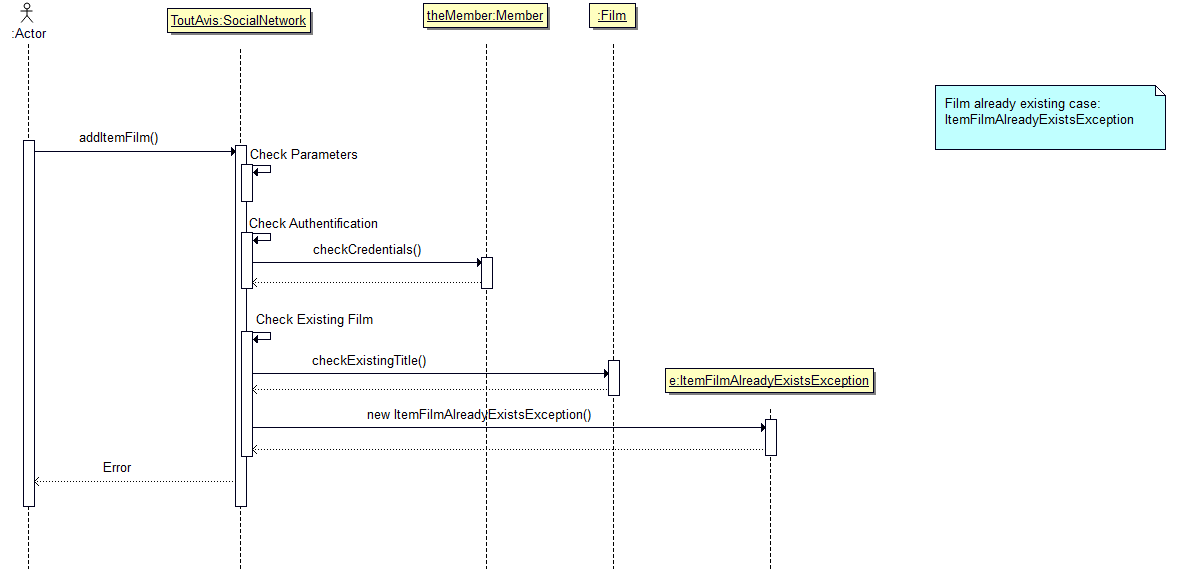 :Actor
ToutAvis:SocialNetwork
theMember:Member
:Film
Film already existing case:
ItemFilmAlreadyExistsException
addItemFilm()
Check Parameters
Check Authentification
checkCredentials()
Check Existing Film
checkExistingTitle()
e:ItemFilmAlreadyExistsException
new ItemFilmAlreadyExistsException()
Error